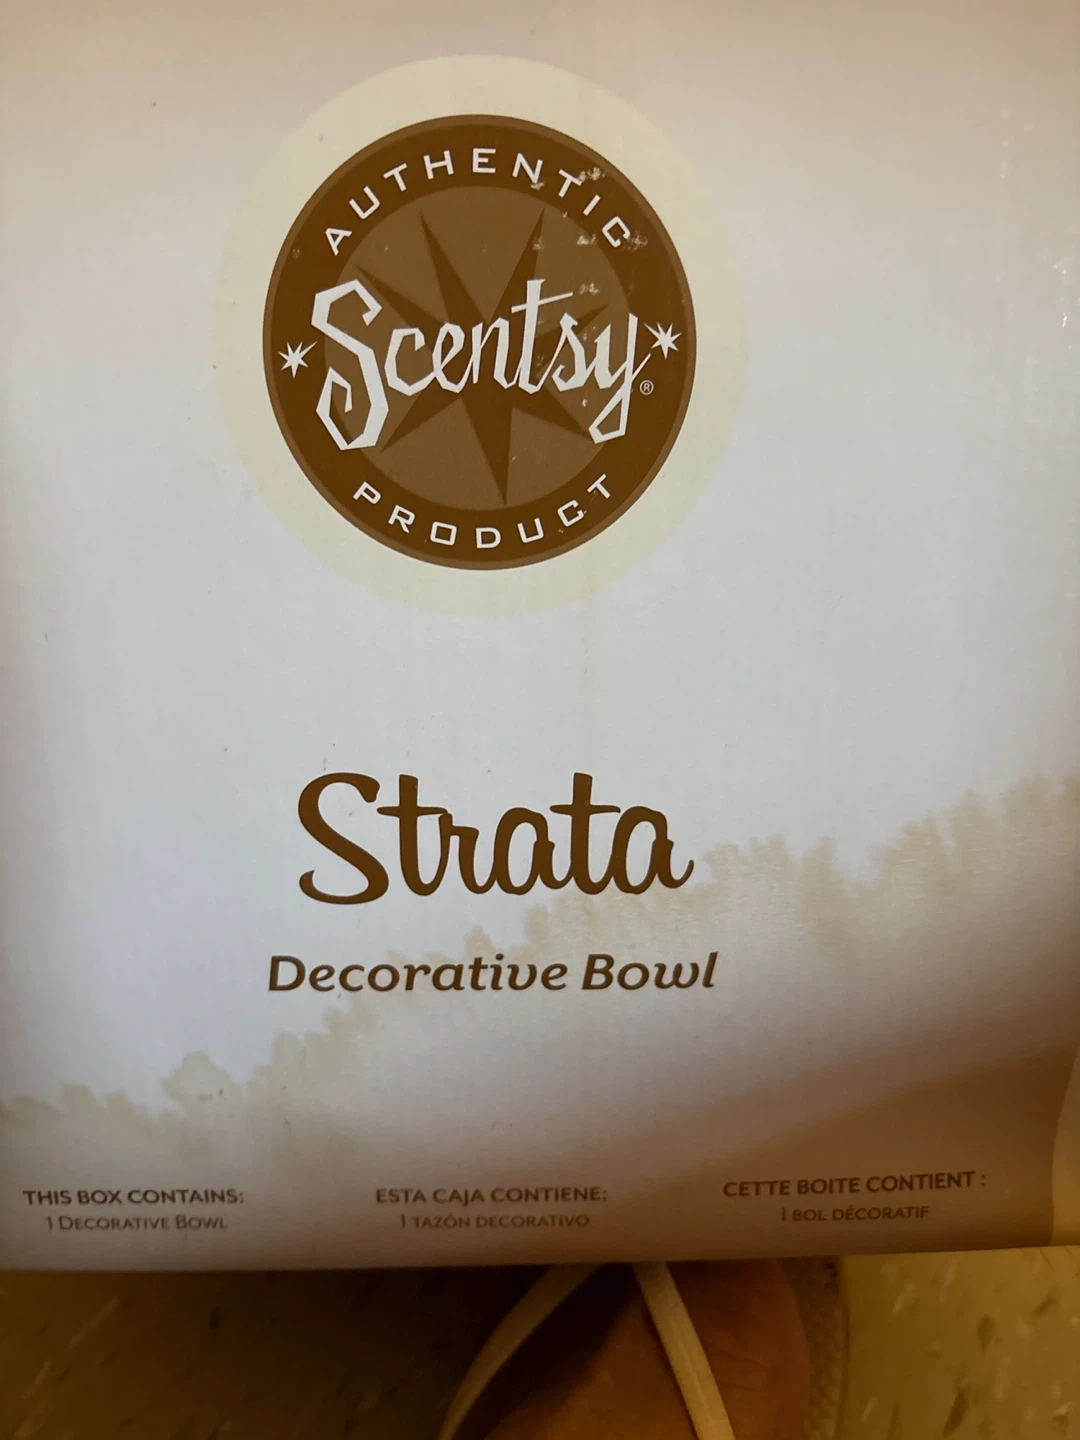 AUTHENTIC
Scentsy®
PRODUCT
Strata
Decorative Bowl
THIS BOX CONTAINS:
1 DECORATIVE BOWL
ESTA CAJA CONTIENE:
1 TAZÓN DECORATIVO
CETTE BOITE CONTIENT :
1 BOL DÉCORATIF